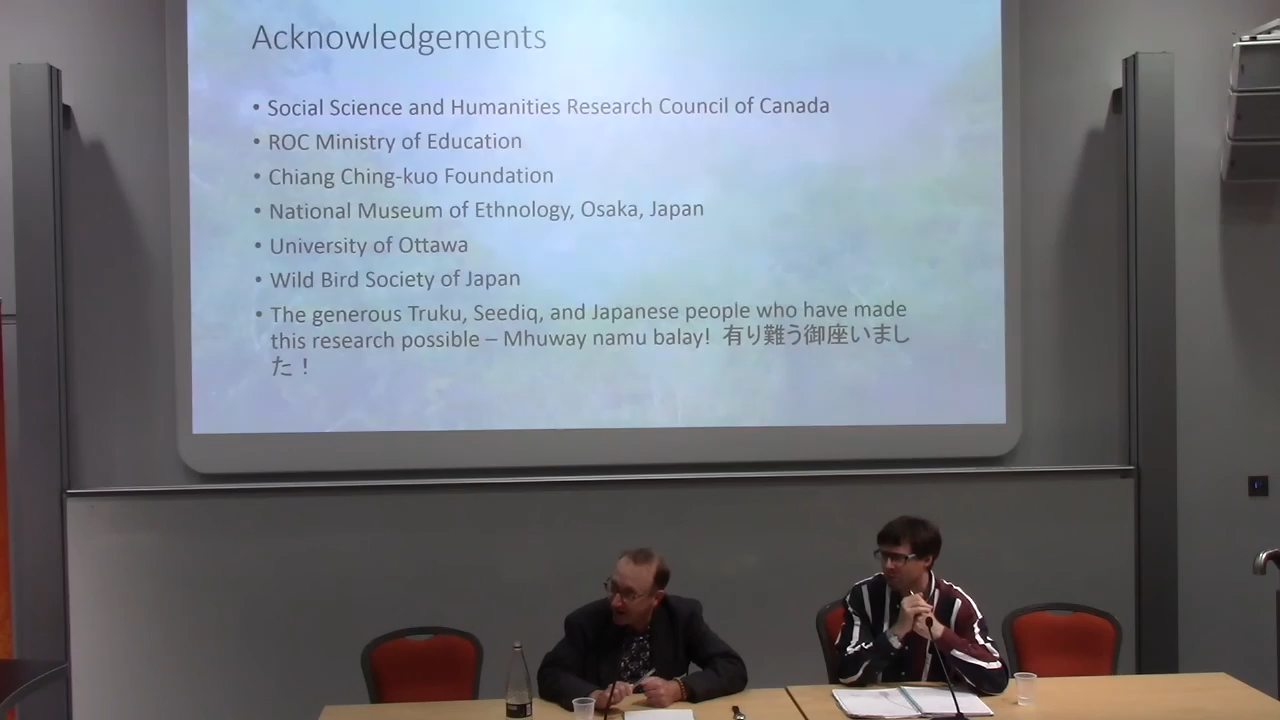 Acknowledgements
• Social Science and Humanities Research Council of Canada
• ROC Ministry of Education
• Chiang Ching-kuo Foundation
• National Museum of Ethnology, Osaka, Japan
• University of Ottawa
• Wild Bird Society of Japan
• The generous Truku, Seediq, and Japanese people who have made
this research possible – Mhuway namu balay! 有り難う御座いまし
た！